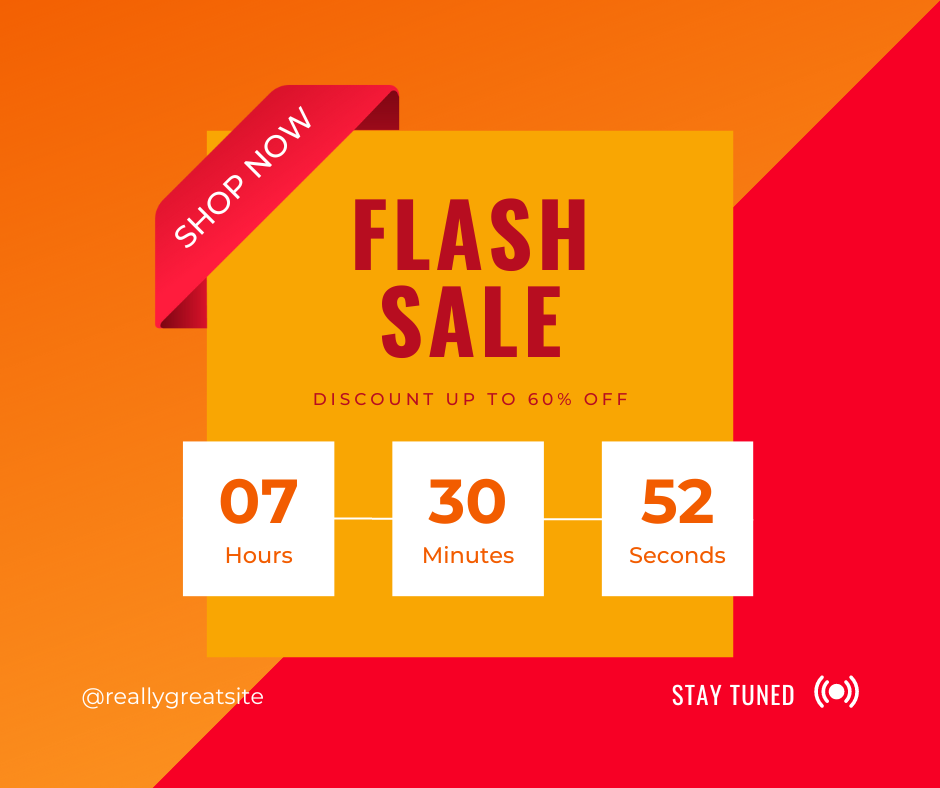 SHOP NOW
FLASH
SALE
DISCOUNT UP TO 60% OFF
07 30 52
Hours Minutes Seconds
@reallygreatsite STAY TUNED